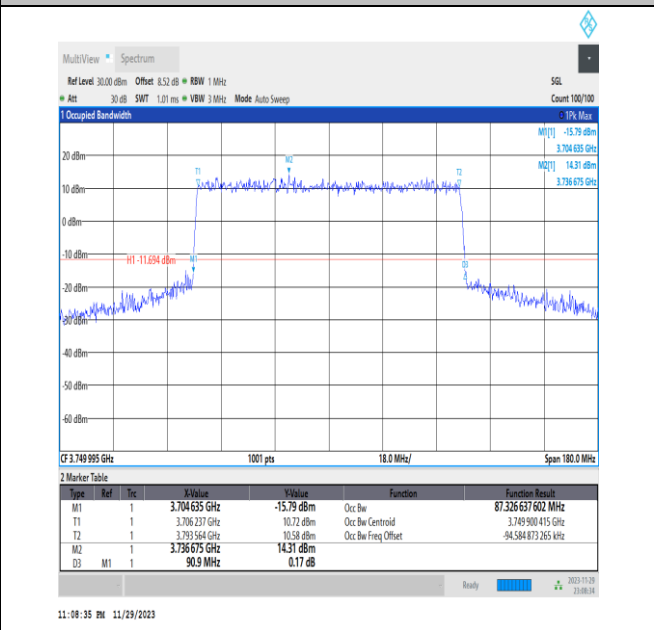 MultiView Spectrum
Ref Level 30.00 dBm Offset 8.52 dB RBW 1 MHz SGL
Att 30 dB SWT 1.01 ms VBW 3 MHz Mode Auto Sweep Count 100/100
1 Occupied Bandwidth 1Pk Max
M1[1] -15.79 dBm
3.704 635 GHz
M2[1] 14.31 dBm
3.736 675 GHz
20 dBm
M2
T1 T2
10 dBm
0 dBm
-10 dBm
H1 -11.694 dBm M1
D3
-20 dBm
-30 dBm
-40 dBm
-50 dBm
-60 dBm
CF 3.749 995 GHz 1001 pts 18.0 MHz/ Span 180.0 MHz
2 Marker Table
Type Ref Trc X-Value Y-Value Function Function Result
M1 1 3.704 635 GHz -15.79 dBm Occ Bw 87.326 637 602 MHz
T1 1 3.706 237 GHz 10.72 dBm Occ Bw Centroid 3.749 900 415 GHz
T2 1 3.793 564 GHz 10.58 dBm Occ Bw Freq Offset -94.584 873 265 kHz
M2 1 3.736 675 GHz 14.31 dBm
D3 M1 1 90.9 MHz 0.17 dB
Ready 2023-11-29
23:08:34
11:08:35 PM 11/29/2023